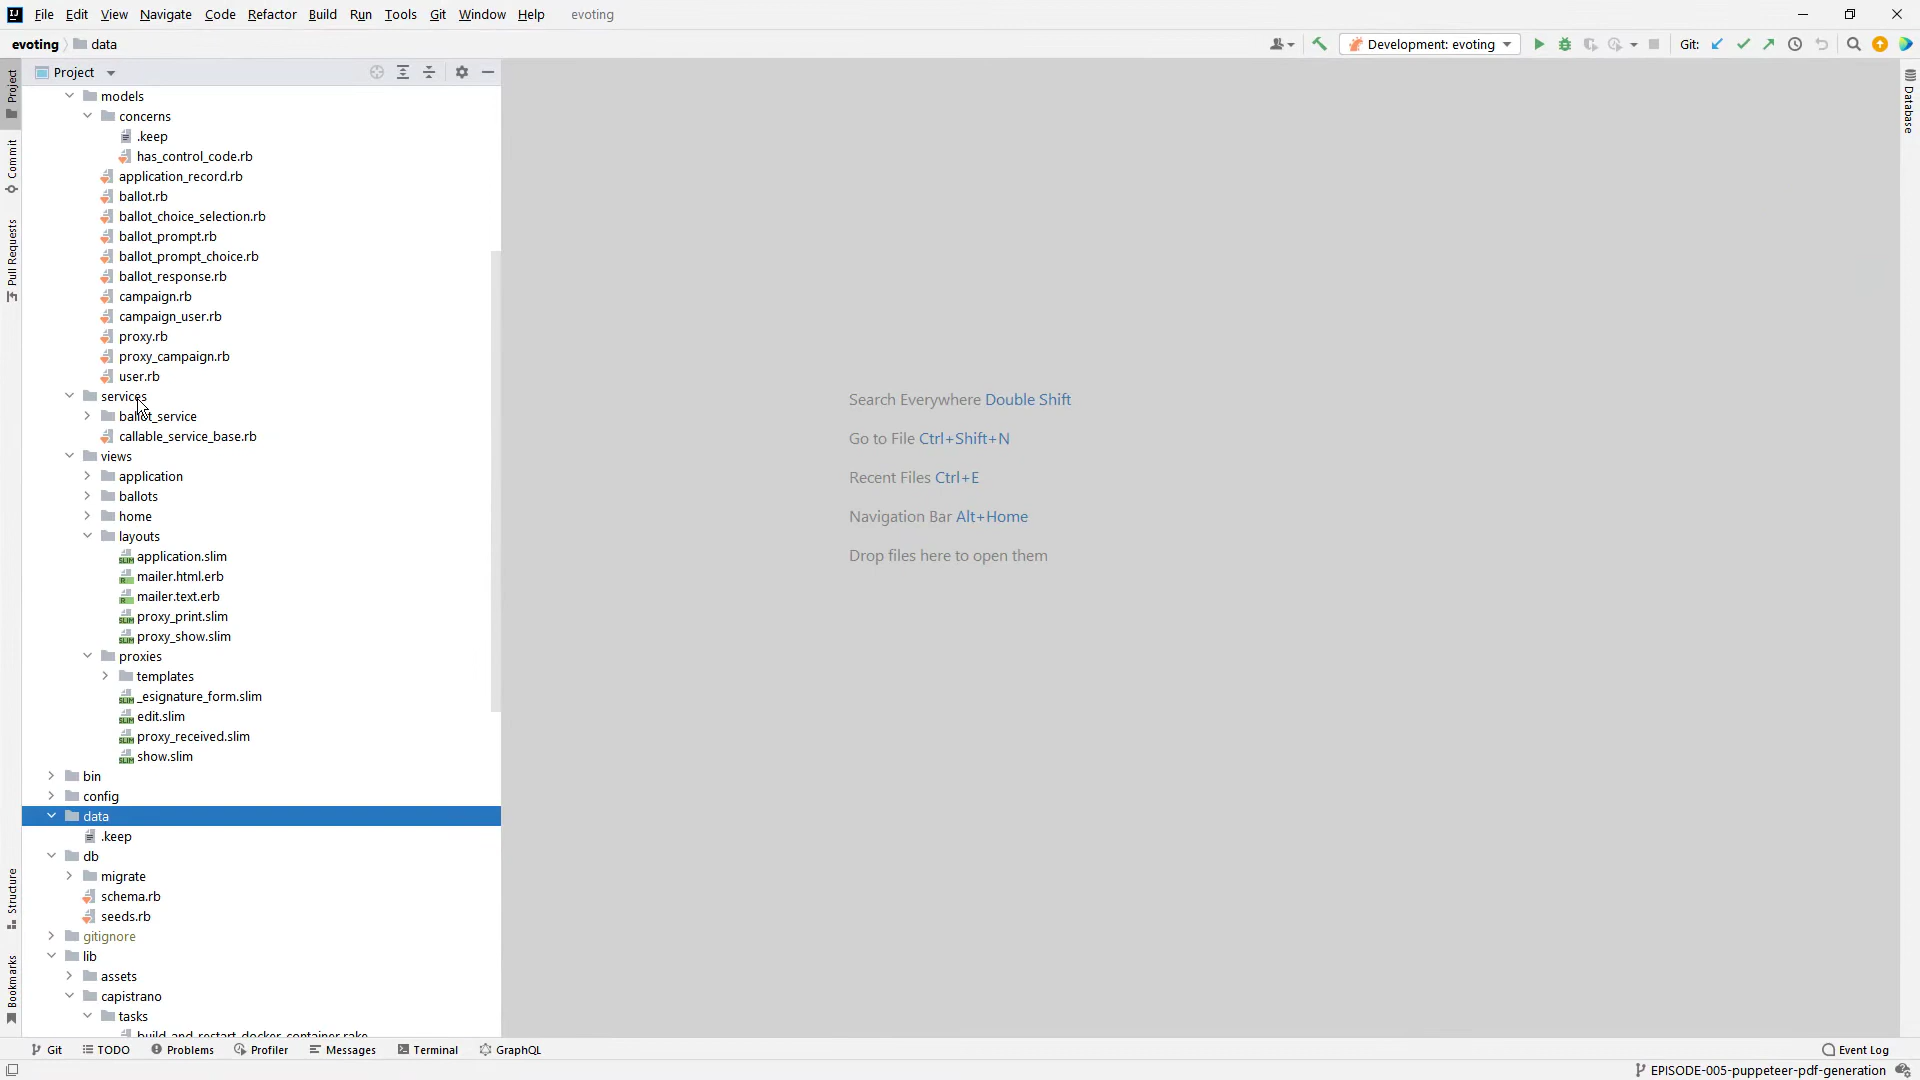 File Edit View Navigate Code Refactor Build Run Tools Git Window Help evoting
evoting data Development: evoting Git:
Project
Project
Commit
Pull Requests
Structure
Bookmarks
Database
models
concerns
.keep
has_control_code.rb
application_record.rb
ballot.rb
ballot_choice_selection.rb
ballot_prompt.rb
ballot_prompt_choice.rb
ballot_response.rb
campaign.rb
campaign_user.rb
proxy.rb
proxy_campaign.rb
user.rb
services
ballot_service
callable_service_base.rb
views
application
ballots
home
layouts
application.slim
mailer.html.erb
mailer.text.erb
proxy_print.slim
proxy_show.slim
proxies
templates
_esignature_form.slim
edit.slim
proxy_received.slim
show.slim
bin
config
data
.keep
db
migrate
schema.rb
seeds.rb
gitignore
lib
assets
capistrano
tasks
build-and-restart-docker-container.rake
Search Everywhere Double Shift
Go to File Ctrl+Shift+N
Recent Files Ctrl+E
Navigation Bar Alt+Home
Drop files here to open them
Git TODO Problems Profiler Messages Terminal GraphQL Event Log
EPISODE-005-puppeteer-pdf-generation